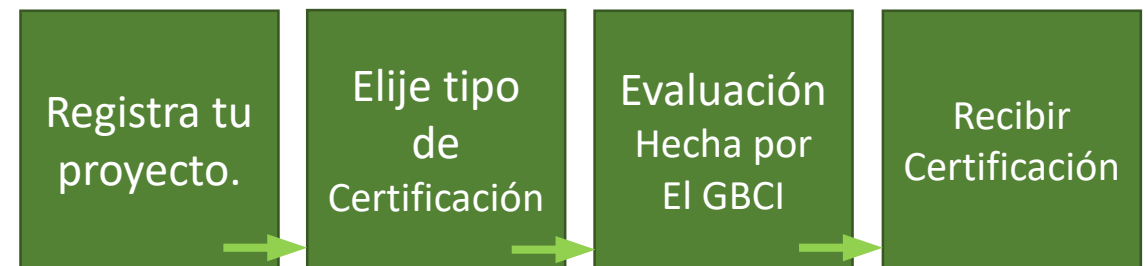 Registra tu
proyecto.
Elije tipo
de
Certificación
Evaluación
Hecha por
El GBCI
Recibir
Certificación